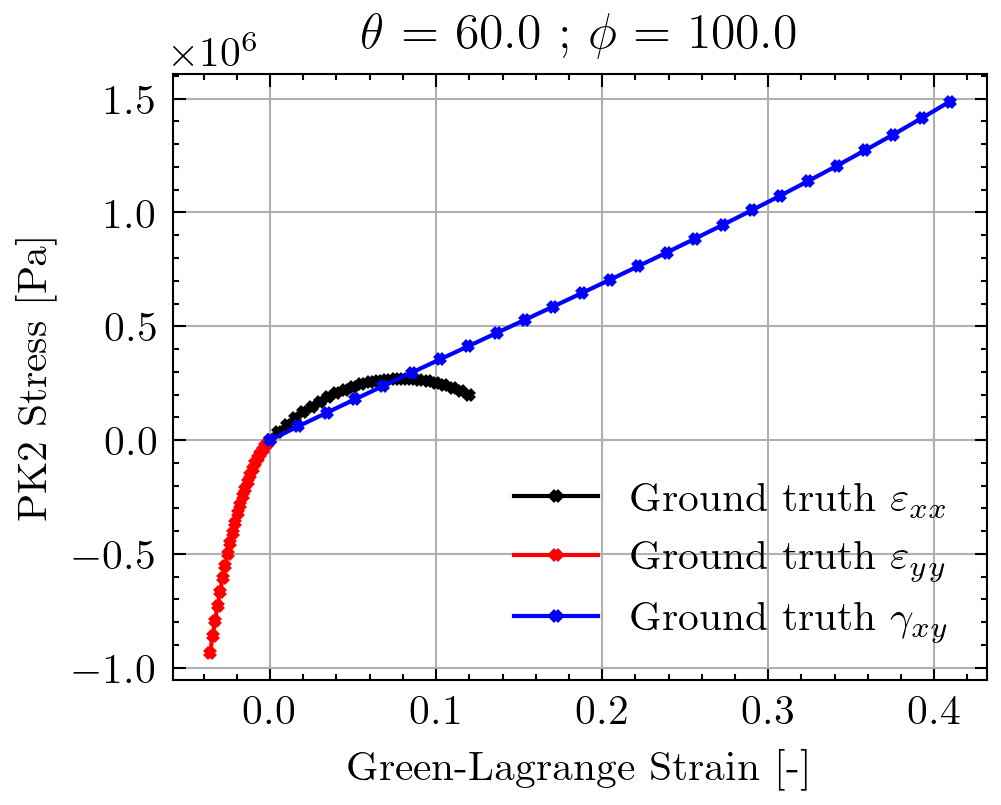 θ = 60.0 ; ϕ = 100.0
×10⁶
1.5
1.0
0.5
0.0
−0.5
−1.0
PK2 Stress [Pa]
Ground truth εₓₓ
Ground truth ε_yy
Ground truth γ_xy
0.0 0.1 0.2 0.3 0.4
Green-Lagrange Strain [-]